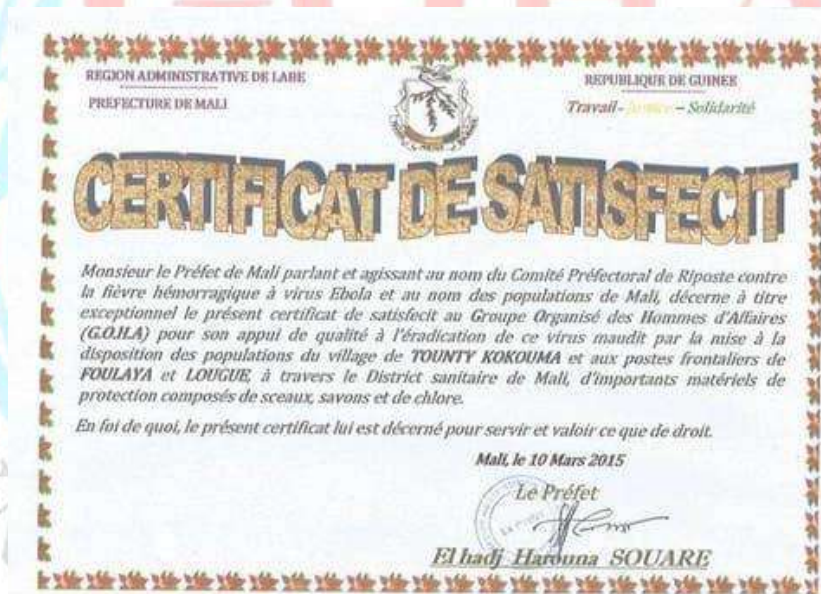 REGION ADMINISTRATIVE DE LABE
PREFECTURE DE MALI
REPUBLIQUE DE GUINEE
Travail - Justice – Solidarité
CERTIFICAT DE SATISFECIT
Monsieur le Préfet de Mali parlant et agissant au nom du Comité Préfectoral de Riposte contre
la fièvre hémorragique à virus Ebola et au nom des populations de Mali, décerne à titre
exceptionnel le présent certificat de satisfecit au Groupe Organisé des Hommes d'Affaires
(G.O.H.A) pour son appui de qualité à l'éradication de ce virus maudit par la mise à la
disposition des populations du village de TOUNTY KOKOUMA et aux postes frontaliers de
FOULAYA et LOUGUE, à travers le District sanitaire de Mali, d'importants matériels de
protection composés de sceaux, savons et de chlore.
En foi de quoi, le présent certificat lui est décerné pour servir et valoir ce que de droit.
Mali, le 10 Mars 2015
Le Préfet
El hadj Harouna SOUARE